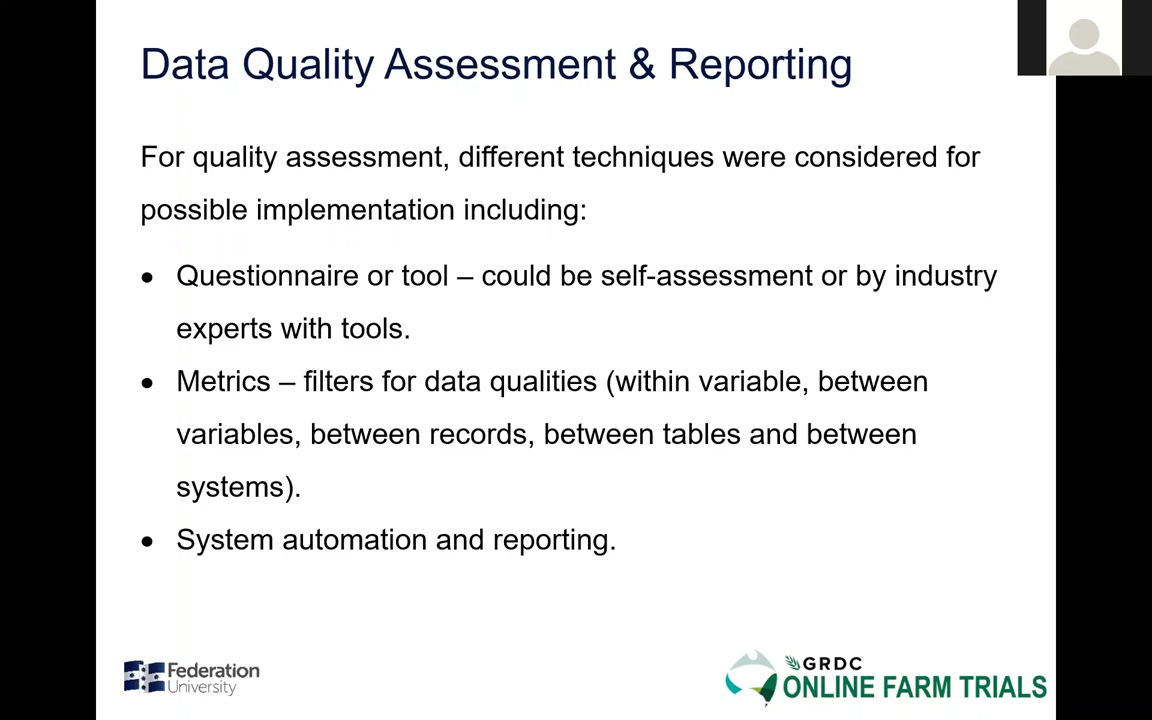 Data Quality Assessment & Reporting
For quality assessment, different techniques were considered for
possible implementation including:
• Questionnaire or tool – could be self-assessment or by industry
experts with tools.
• Metrics – filters for data qualities (within variable, between
variables, between records, between tables and between
systems).
• System automation and reporting.
Federation
University
GRDC
ONLINE FARM TRIALS